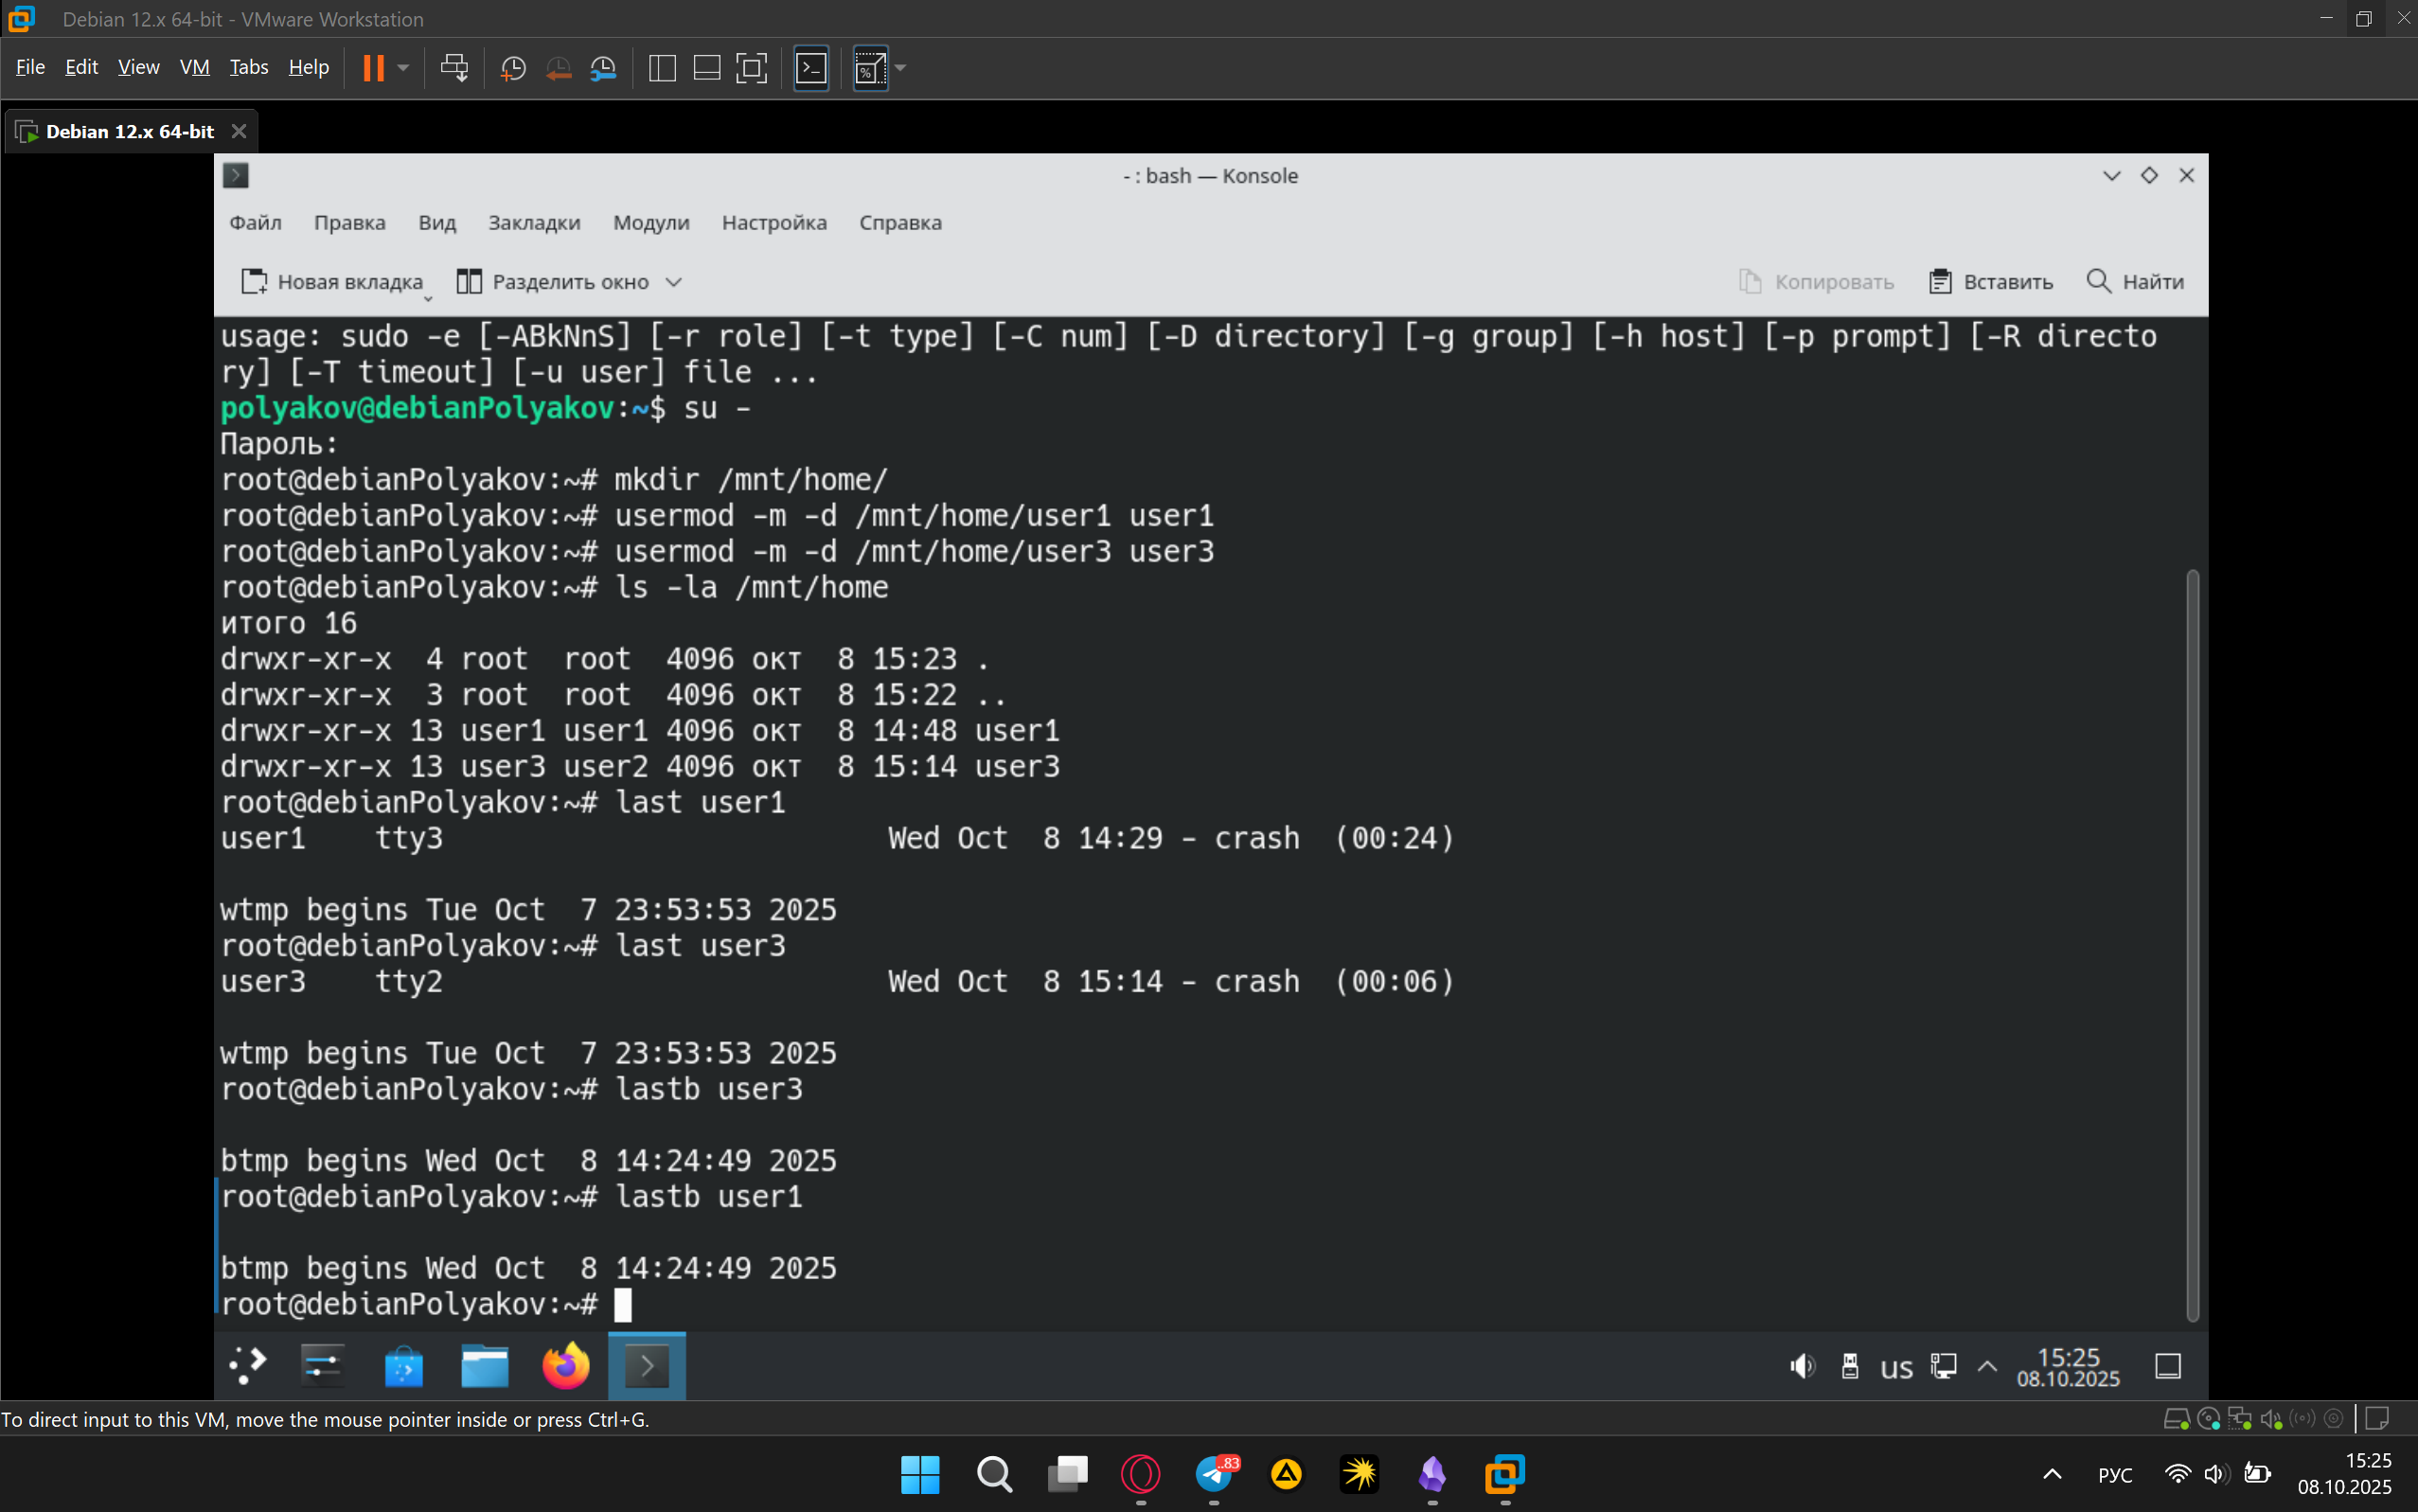 Debian 12.x 64-bit - VMware Workstation
File Edit View VM Tabs Help
Debian 12.x 64-bit
- : bash — Konsole
Файл Правка Вид Закладки Модули Настройка Справка
Новая вкладка Разделить окно Копировать Вставить Найти
usage: sudo -e [-ABkNnS] [-r role] [-t type] [-C num] [-D directory] [-g group] [-h host] [-p prompt] [-R directo
ry] [-T timeout] [-u user] file ...
polyakov@debianPolyakov:~$ su -
Пароль:
root@debianPolyakov:~# mkdir /mnt/home/
root@debianPolyakov:~# usermod -m -d /mnt/home/user1 user1
root@debianPolyakov:~# usermod -m -d /mnt/home/user3 user3
root@debianPolyakov:~# ls -la /mnt/home
итого 16
drwxr-xr-x  4 root  root  4096 окт  8 15:23 .
drwxr-xr-x  3 root  root  4096 окт  8 15:22 ..
drwxr-xr-x 13 user1 user1 4096 окт  8 14:48 user1
drwxr-xr-x 13 user3 user2 4096 окт  8 15:14 user3
root@debianPolyakov:~# last user1
user1    tty3                          Wed Oct  8 14:29 - crash  (00:24)
wtmp begins Tue Oct  7 23:53:53 2025
root@debianPolyakov:~# last user3
user3    tty2                          Wed Oct  8 15:14 - crash  (00:06)
wtmp begins Tue Oct  7 23:53:53 2025
root@debianPolyakov:~# lastb user3
btmp begins Wed Oct  8 14:24:49 2025
root@debianPolyakov:~# lastb user1
btmp begins Wed Oct  8 14:24:49 2025
root@debianPolyakov:~#
us 15:25
08.10.2025
To direct input to this VM, move the mouse pointer inside or press Ctrl+G.
..83
РУС 15:25
08.10.2025